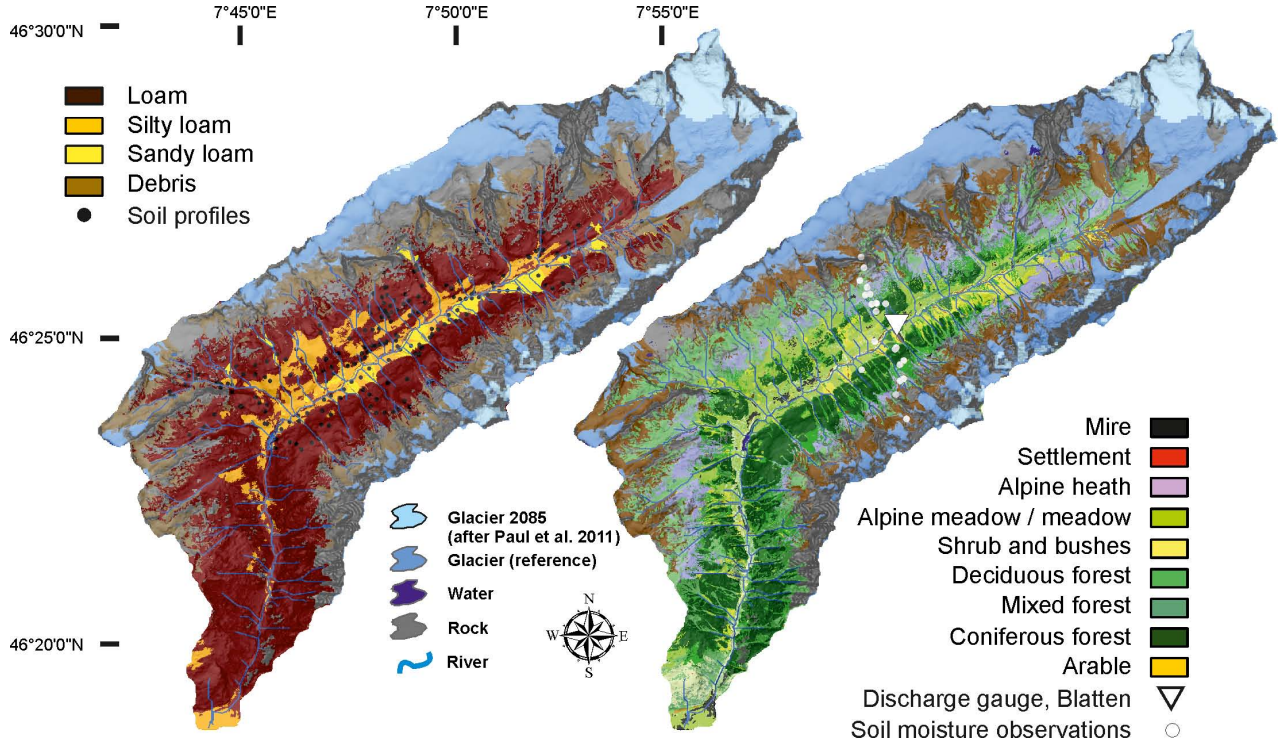 7°45'0"E
7°50'0"E
7°55'0"E
46°30'0"N
Loam
Silty loam
Sandy loam
Debris
Soil profiles
46°25'0"N
46°20'0"N
Glacier 2085
(after Paul et al. 2011)
Glacier (reference)
Water
Rock
River
N
W
E
S
Mire
Settlement
Alpine heath
Alpine meadow / meadow
Shrub and bushes
Deciduous forest
Mixed forest
Coniferous forest
Arable
Discharge gauge, Blatten
Soil moisture observations